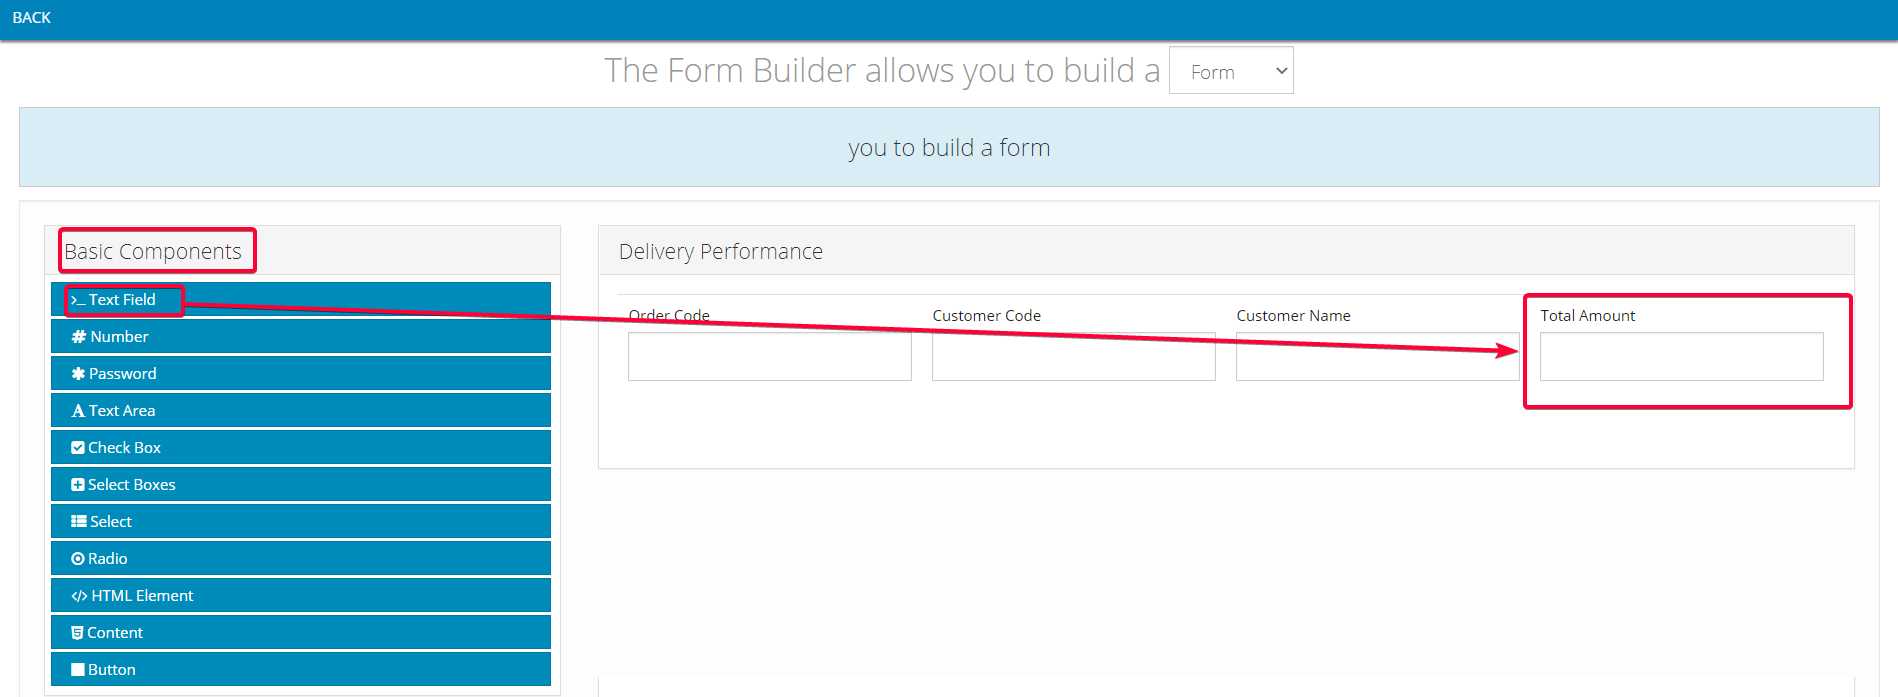 BACK
The Form Builder allows you to build a Form
you to build a form
Basic Components
Text Field
Number
Password
Text Area
Check Box
Select Boxes
Select
Radio
HTML Element
Content
Button
Delivery Performance
Order Code Customer Code Customer Name Total Amount